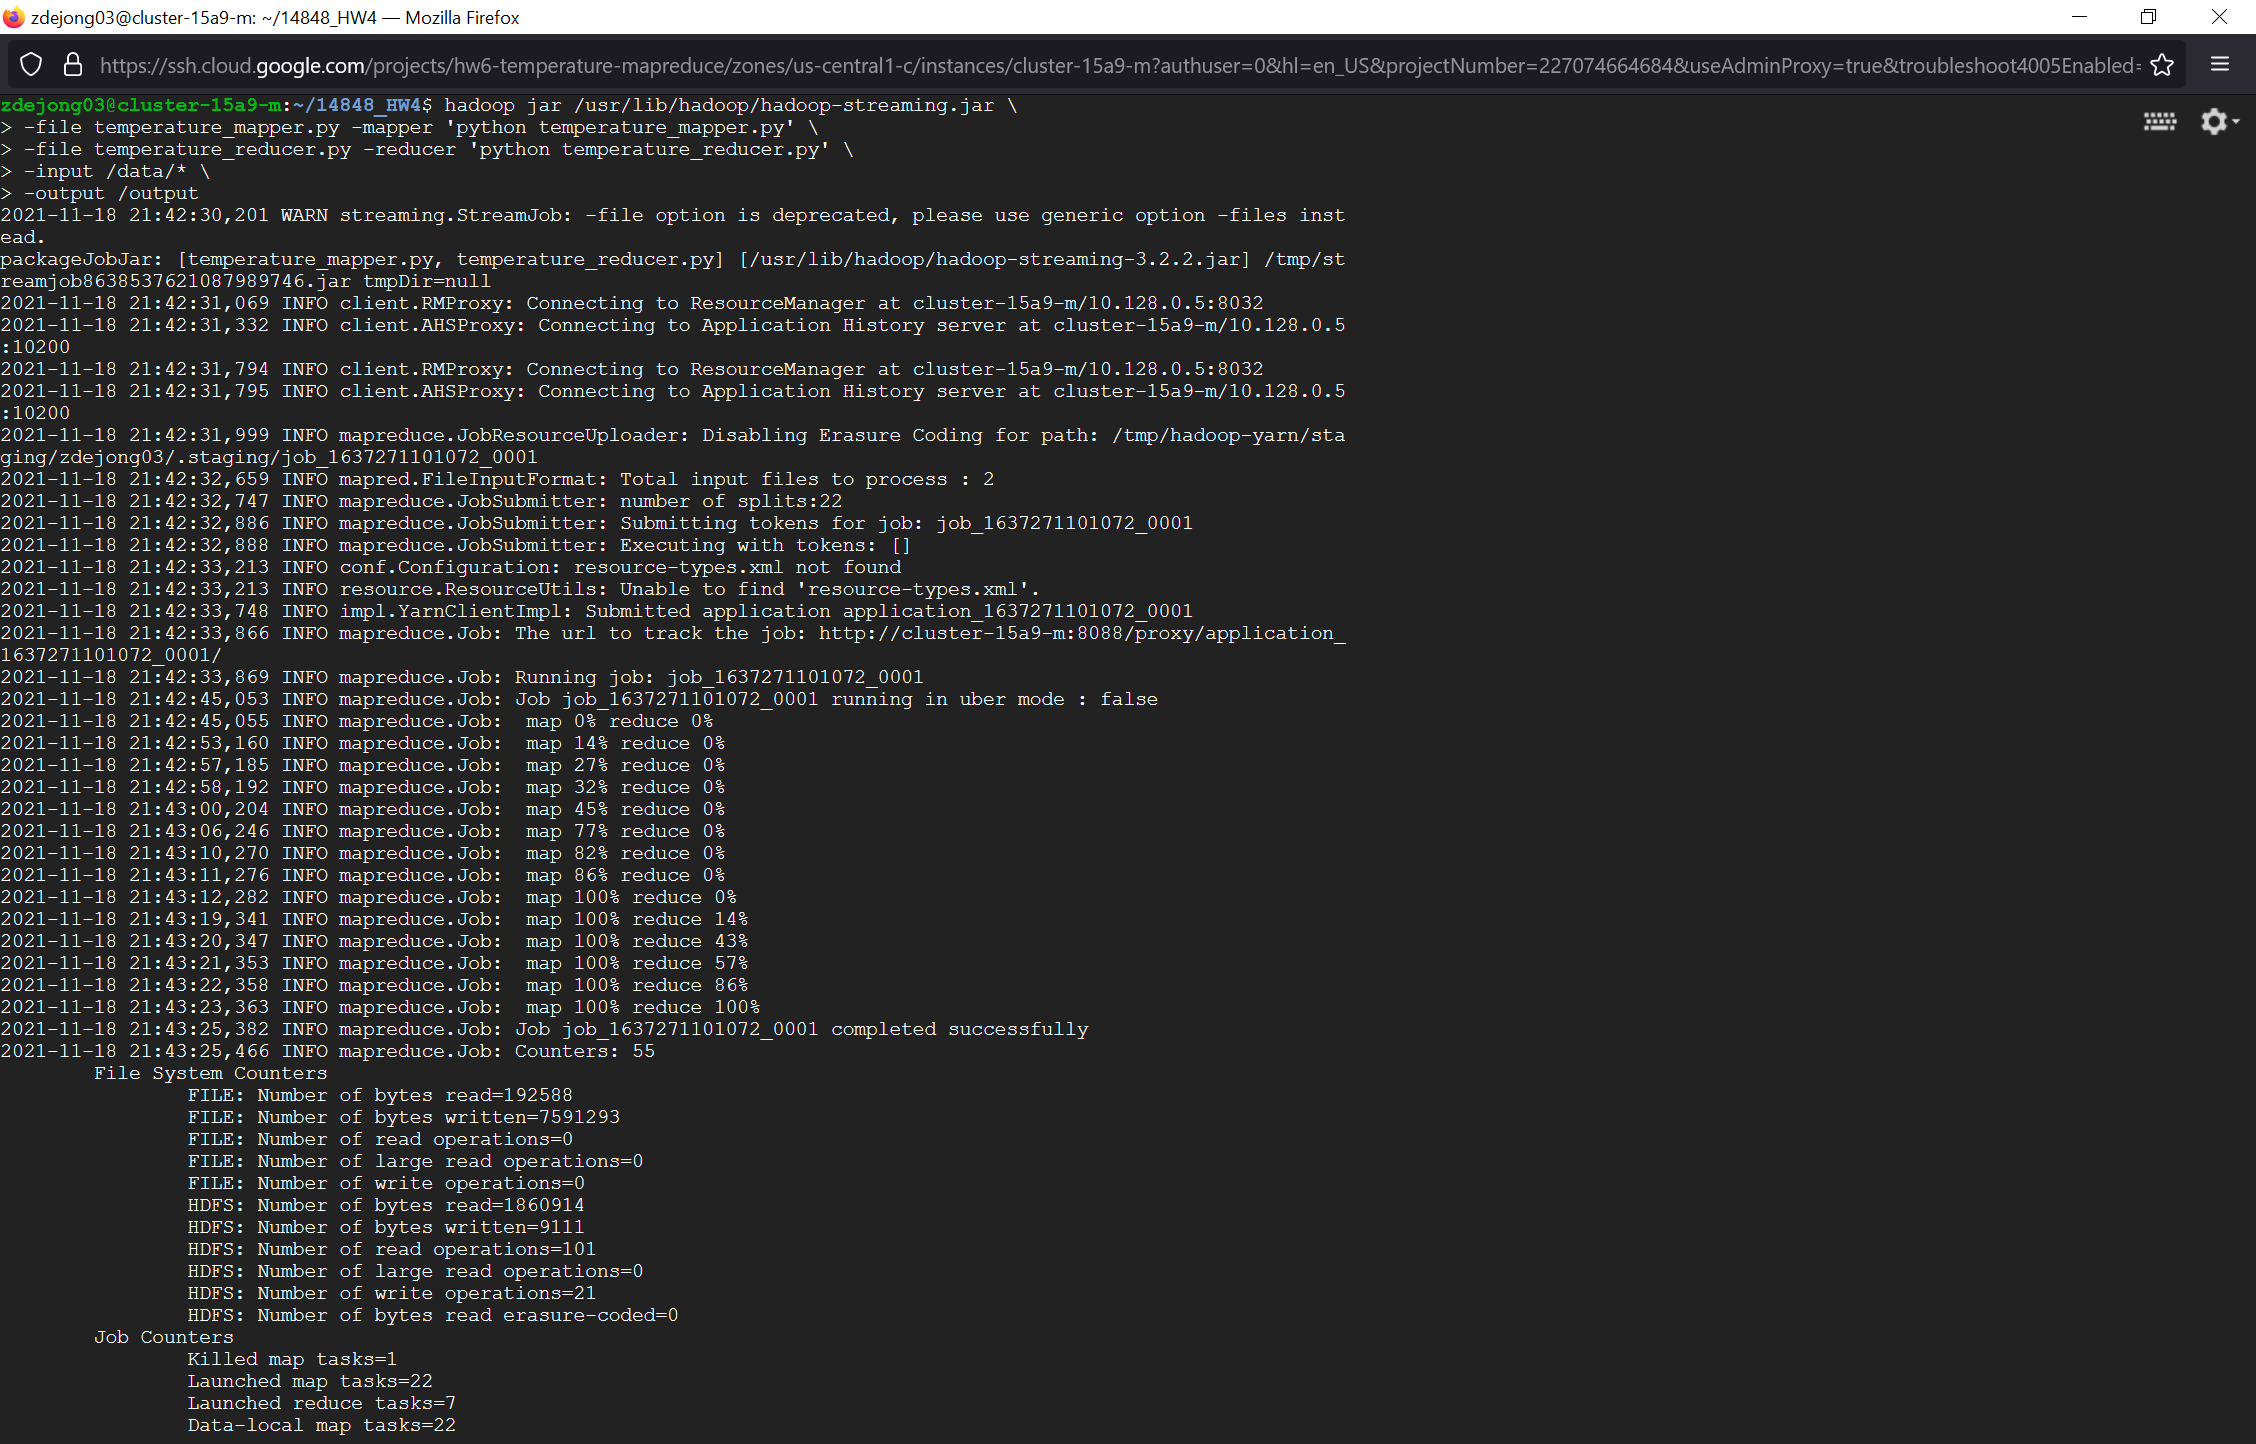 zdejong03@cluster-15a9-m: ~/14848_HW4 — Mozilla Firefox
https://ssh.cloud.google.com/projects/hw6-temperature-mapreduce/zones/us-central1-c/instances/cluster-15a9-m?authuser=0&hl=en_US&projectNumber=227074664684&useAdminProxy=true&troubleshoot4005Enabled=
zdejong03@cluster-15a9-m:~/14848_HW4$ hadoop jar /usr/lib/hadoop/hadoop-streaming.jar \
> -file temperature_mapper.py -mapper 'python temperature_mapper.py' \
> -file temperature_reducer.py -reducer 'python temperature_reducer.py' \
> -input /data/* \
> -output /output
2021-11-18 21:42:30,201 WARN streaming.StreamJob: -file option is deprecated, please use generic option -files inst
ead.
packageJobJar: [temperature_mapper.py, temperature_reducer.py] [/usr/lib/hadoop/hadoop-streaming-3.2.2.jar] /tmp/st
reamjob8638537621087989746.jar tmpDir=null
2021-11-18 21:42:31,069 INFO client.RMProxy: Connecting to ResourceManager at cluster-15a9-m/10.128.0.5:8032
2021-11-18 21:42:31,332 INFO client.AHSProxy: Connecting to Application History server at cluster-15a9-m/10.128.0.5
:10200
2021-11-18 21:42:31,794 INFO client.RMProxy: Connecting to ResourceManager at cluster-15a9-m/10.128.0.5:8032
2021-11-18 21:42:31,795 INFO client.AHSProxy: Connecting to Application History server at cluster-15a9-m/10.128.0.5
:10200
2021-11-18 21:42:31,999 INFO mapreduce.JobResourceUploader: Disabling Erasure Coding for path: /tmp/hadoop-yarn/sta
ging/zdejong03/.staging/job_1637271101072_0001
2021-11-18 21:42:32,659 INFO mapred.FileInputFormat: Total input files to process : 2
2021-11-18 21:42:32,747 INFO mapreduce.JobSubmitter: number of splits:22
2021-11-18 21:42:32,886 INFO mapreduce.JobSubmitter: Submitting tokens for job: job_1637271101072_0001
2021-11-18 21:42:32,888 INFO mapreduce.JobSubmitter: Executing with tokens: []
2021-11-18 21:42:33,213 INFO conf.Configuration: resource-types.xml not found
2021-11-18 21:42:33,213 INFO resource.ResourceUtils: Unable to find 'resource-types.xml'.
2021-11-18 21:42:33,748 INFO impl.YarnClientImpl: Submitted application application_1637271101072_0001
2021-11-18 21:42:33,866 INFO mapreduce.Job: The url to track the job: http://cluster-15a9-m:8088/proxy/application_
1637271101072_0001/
2021-11-18 21:42:33,869 INFO mapreduce.Job: Running job: job_1637271101072_0001
2021-11-18 21:42:45,053 INFO mapreduce.Job: Job job_1637271101072_0001 running in uber mode : false
2021-11-18 21:42:45,055 INFO mapreduce.Job:  map 0% reduce 0%
2021-11-18 21:42:53,160 INFO mapreduce.Job:  map 14% reduce 0%
2021-11-18 21:42:57,185 INFO mapreduce.Job:  map 27% reduce 0%
2021-11-18 21:42:58,192 INFO mapreduce.Job:  map 32% reduce 0%
2021-11-18 21:43:00,204 INFO mapreduce.Job:  map 45% reduce 0%
2021-11-18 21:43:06,246 INFO mapreduce.Job:  map 77% reduce 0%
2021-11-18 21:43:10,270 INFO mapreduce.Job:  map 82% reduce 0%
2021-11-18 21:43:11,276 INFO mapreduce.Job:  map 86% reduce 0%
2021-11-18 21:43:12,282 INFO mapreduce.Job:  map 100% reduce 0%
2021-11-18 21:43:19,341 INFO mapreduce.Job:  map 100% reduce 14%
2021-11-18 21:43:20,347 INFO mapreduce.Job:  map 100% reduce 43%
2021-11-18 21:43:21,353 INFO mapreduce.Job:  map 100% reduce 57%
2021-11-18 21:43:22,358 INFO mapreduce.Job:  map 100% reduce 86%
2021-11-18 21:43:23,363 INFO mapreduce.Job:  map 100% reduce 100%
2021-11-18 21:43:25,382 INFO mapreduce.Job: Job job_1637271101072_0001 completed successfully
2021-11-18 21:43:25,466 INFO mapreduce.Job: Counters: 55
File System Counters
FILE: Number of bytes read=192588
FILE: Number of bytes written=7591293
FILE: Number of read operations=0
FILE: Number of large read operations=0
FILE: Number of write operations=0
HDFS: Number of bytes read=1860914
HDFS: Number of bytes written=9111
HDFS: Number of read operations=101
HDFS: Number of large read operations=0
HDFS: Number of write operations=21
HDFS: Number of bytes read erasure-coded=0
Job Counters
Killed map tasks=1
Launched map tasks=22
Launched reduce tasks=7
Data-local map tasks=22